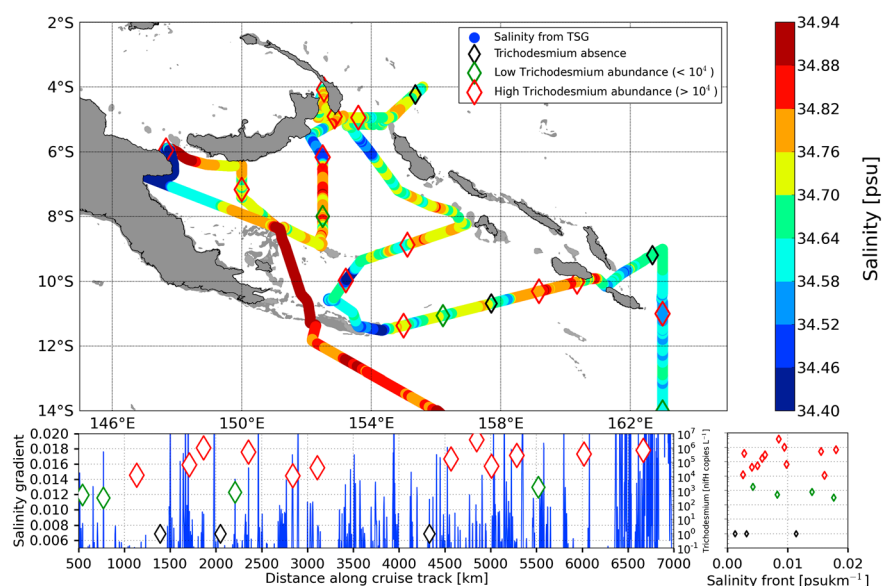 2°S
4°S
6°S
8°S
10°S
12°S
14°S
146°E
150°E
154°E
158°E
162°E
Salinity from TSG
Trichodesmium absence
Low Trichodesmium abundance (< 10⁴ )
High Trichodesmium abundance (> 10⁴ )
34.94
34.88
34.82
34.76
34.70
34.64
34.58
34.52
34.46
34.40
Salinity [psu]
Salinity gradient
0.020
0.018
0.016
0.014
0.012
0.010
0.008
0.006
500
1000
1500
2000
2500
3000
3500
4000
4500
5000
5500
6000
6500
7000
Distance along cruise track [km]
10⁷
10⁶
10⁵
10⁴
10³
10²
10¹
10⁰
10⁻¹
Trichodesmium [nifH copies L⁻¹]
0.00
0.01
0.02
Salinity front [psukm⁻¹]